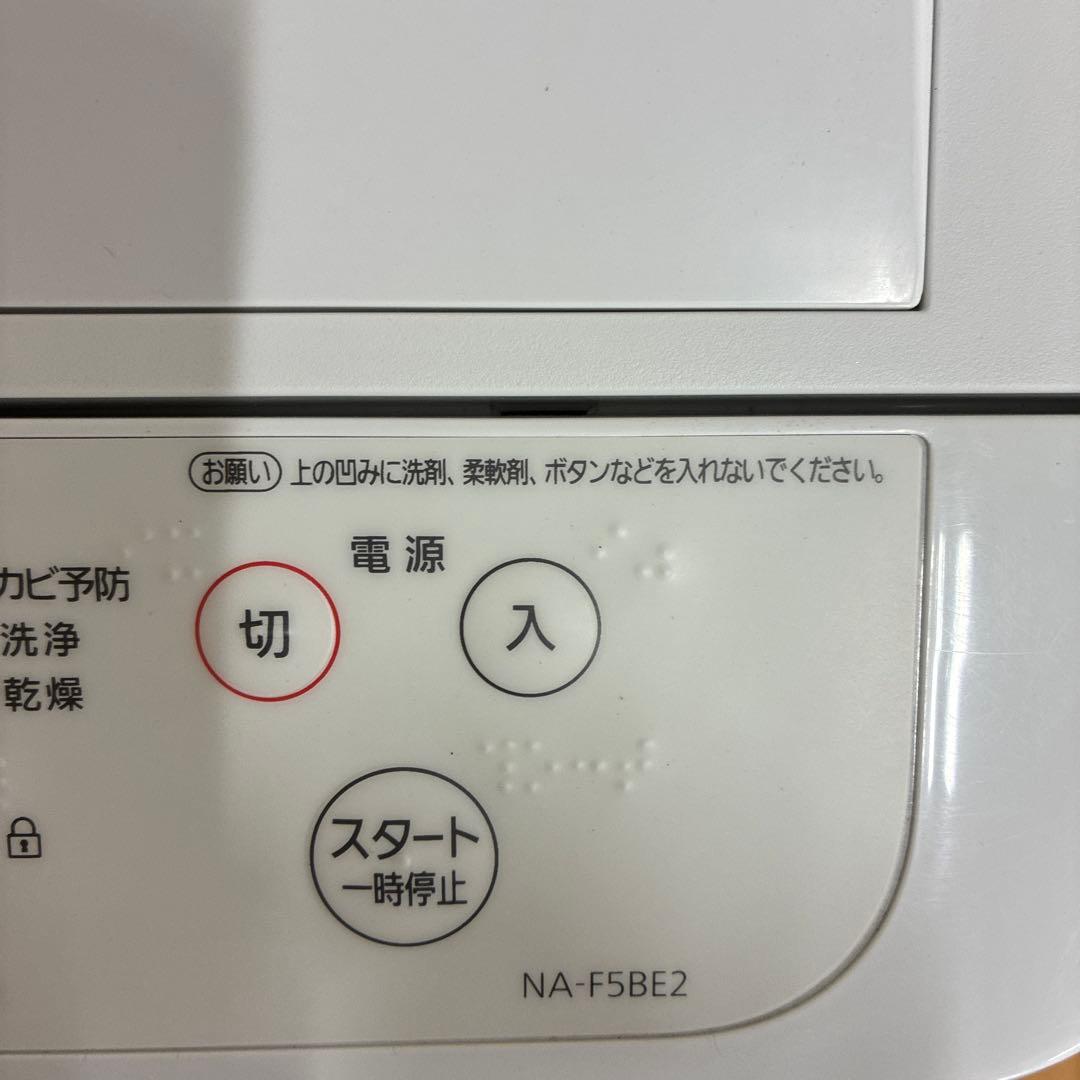 お願い 上の凹みに洗剤、柔軟剤、ボタンなどを入れないでください。
電源
切
入
カビ予防
洗浄
乾燥
スタート
一時停止
NA-F5BE2